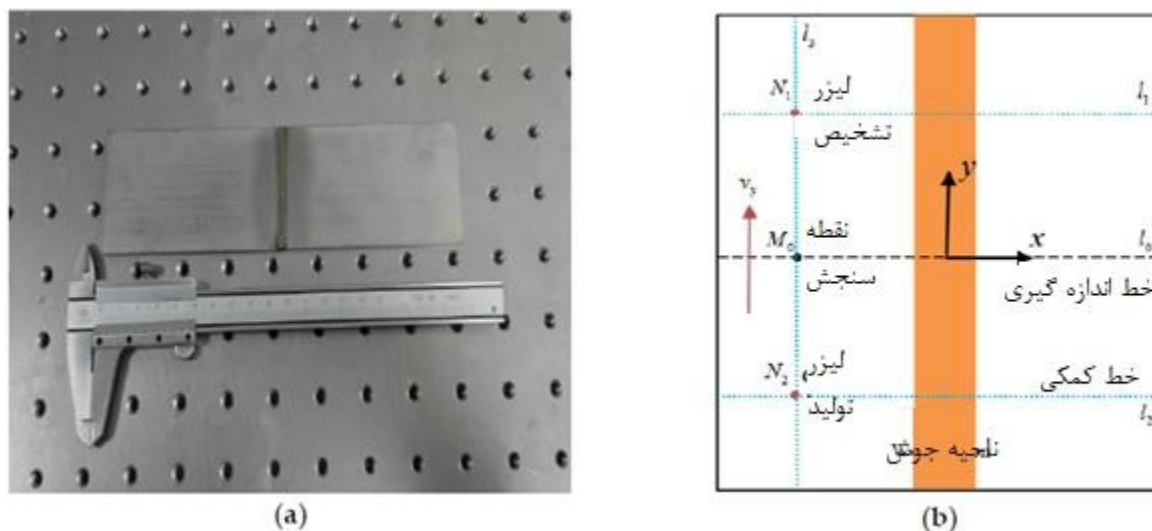 l₃
N₁ لیزر
l₁
تشخیص
y
vₛ
M₀ نقطه
x
l₀
سنجش
خط اندازه گیری
N₂ لیزر
خط کمکی
تولید
l₂
ناحیه جوش
(a)
(b)